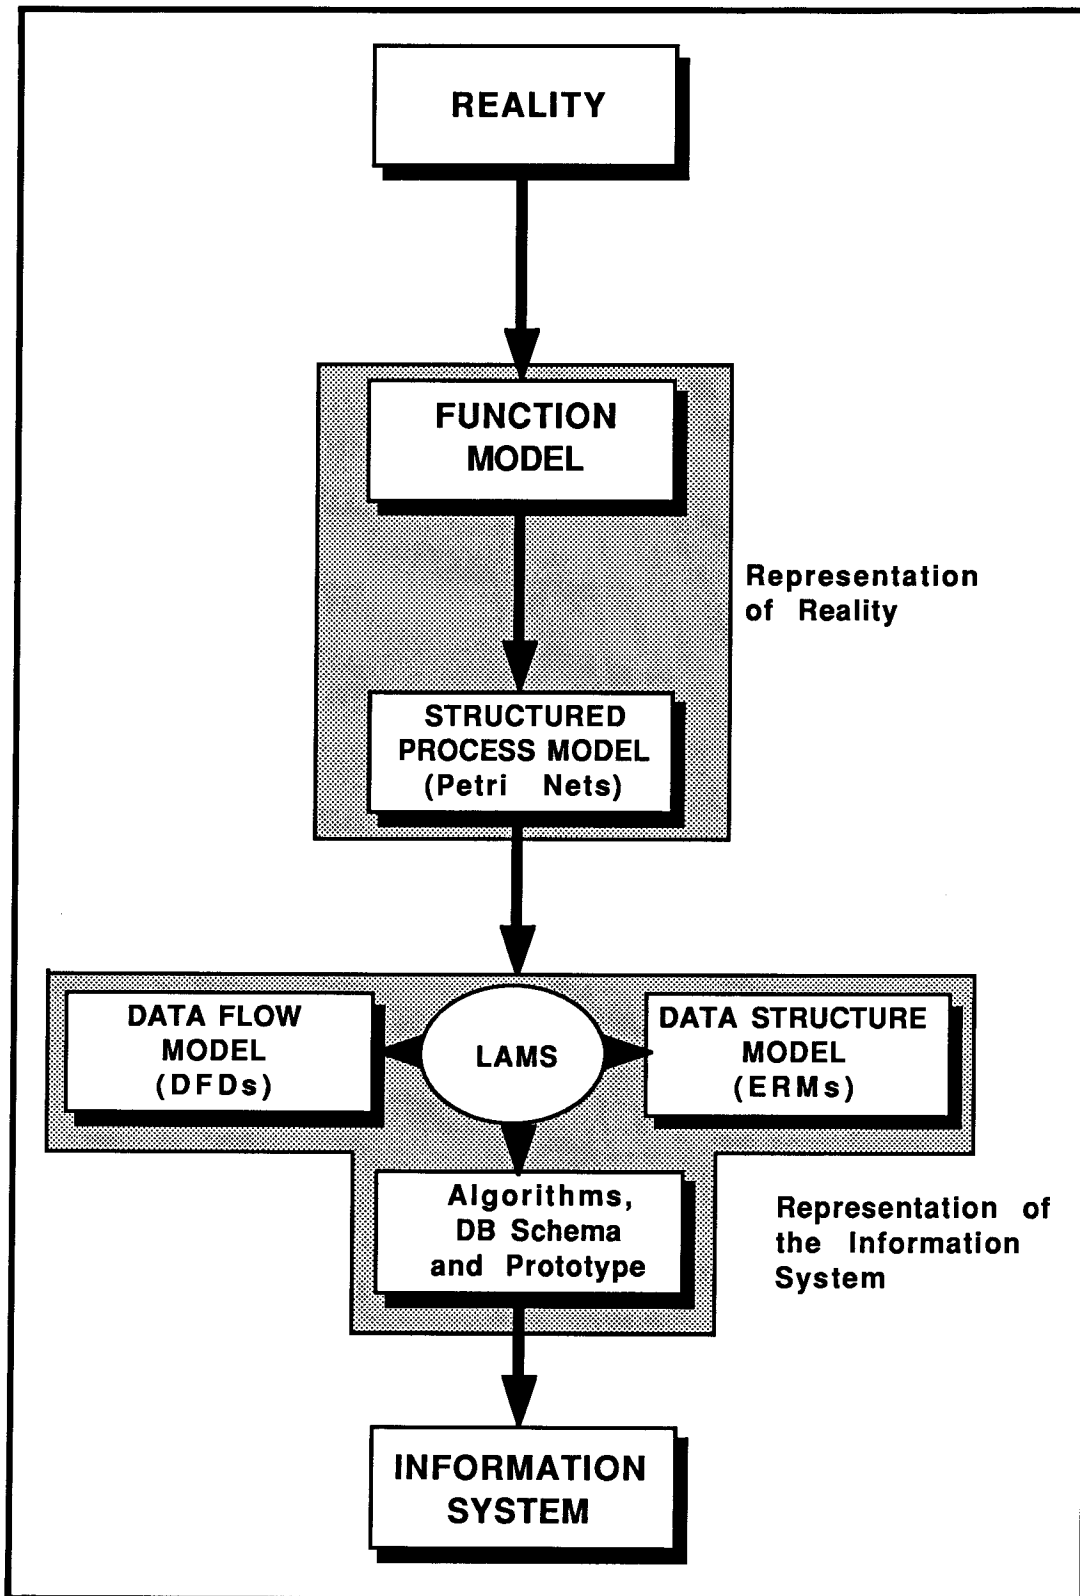 REALITY
FUNCTION
MODEL
Representation
of Reality
STRUCTURED
PROCESS MODEL
(Petri Nets)
DATA FLOW
MODEL
(DFDs)
LAMS
DATA STRUCTURE
MODEL
(ERMs)
Algorithms,
DB Schema
and Prototype
Representation of
the Information
System
INFORMATION
SYSTEM